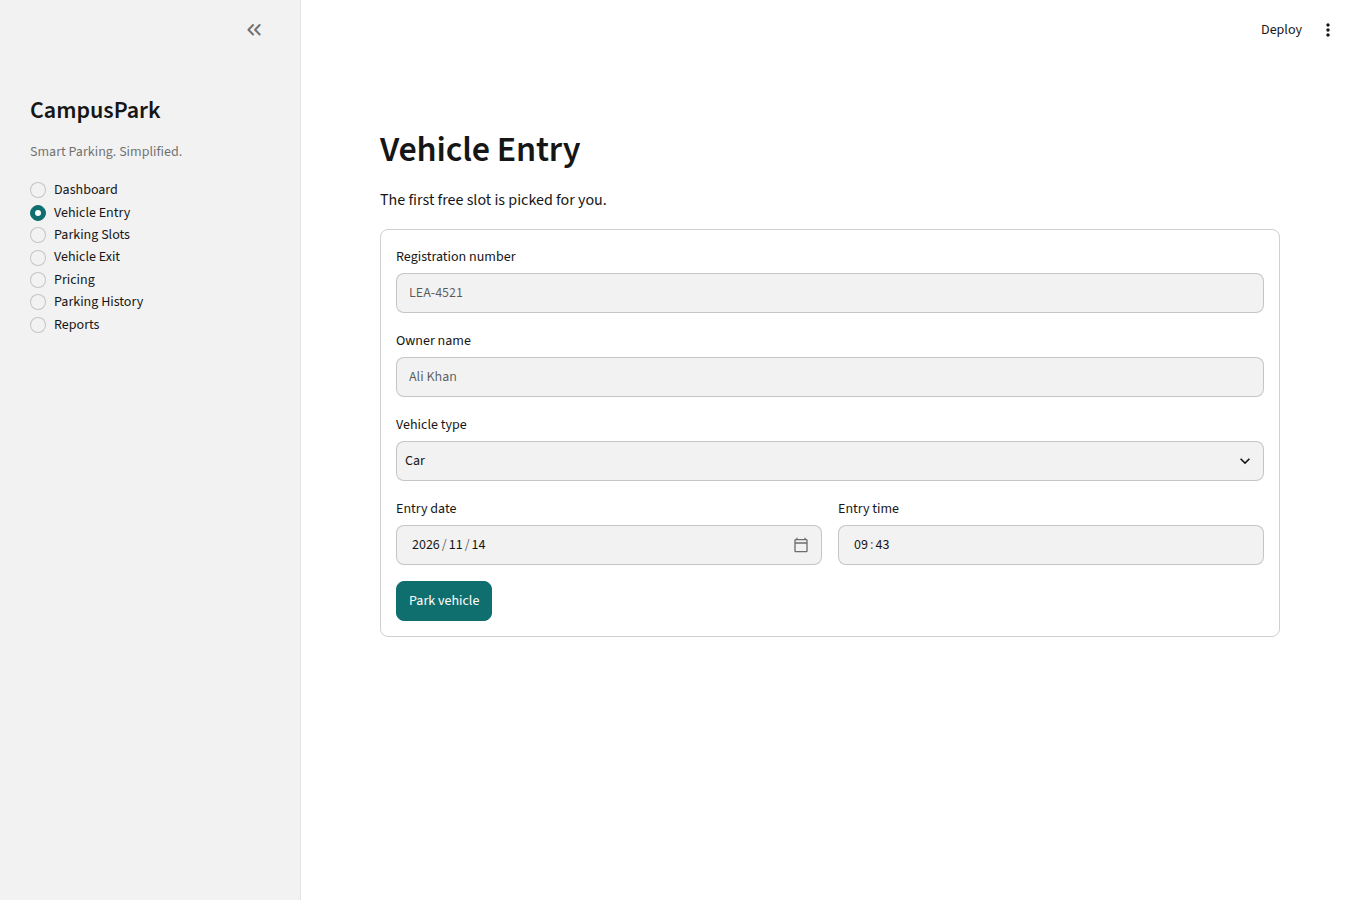 Deploy
CampusPark
Smart Parking. Simplified.
Dashboard
Vehicle Entry
Parking Slots
Vehicle Exit
Pricing
Parking History
Reports
Vehicle Entry
The first free slot is picked for you.
Registration number
LEA-4521
Owner name
Ali Khan
Vehicle type
Car
Entry date
Entry time
2026/11/14
09:43
Park vehicle